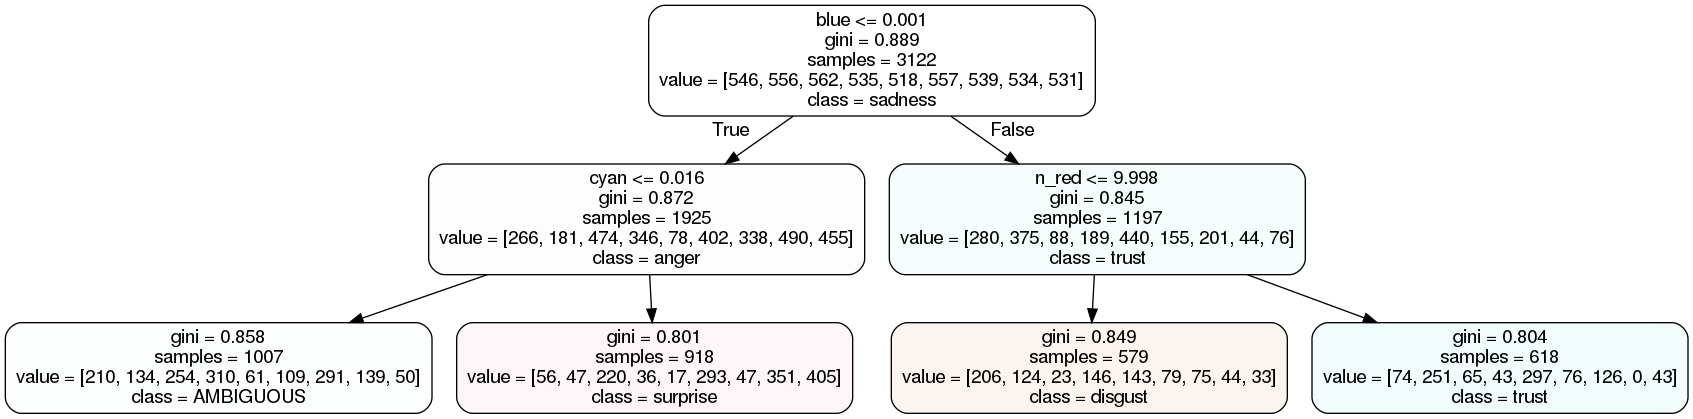 blue <= 0.001
gini = 0.889
samples = 3122
value = [546, 556, 562, 535, 518, 557, 539, 534, 531]
class = sadness
True
False
cyan <= 0.016
gini = 0.872
samples = 1925
value = [266, 181, 474, 346, 78, 402, 338, 490, 455]
class = anger
n_red <= 9.998
gini = 0.845
samples = 1197
value = [280, 375, 88, 189, 440, 155, 201, 44, 76]
class = trust
gini = 0.858
samples = 1007
value = [210, 134, 254, 310, 61, 109, 291, 139, 50]
class = AMBIGUOUS
gini = 0.801
samples = 918
value = [56, 47, 220, 36, 17, 293, 47, 351, 405]
class = surprise
gini = 0.849
samples = 579
value = [206, 124, 23, 146, 143, 79, 75, 44, 33]
class = disgust
gini = 0.804
samples = 618
value = [74, 251, 65, 43, 297, 76, 126, 0, 43]
class = trust